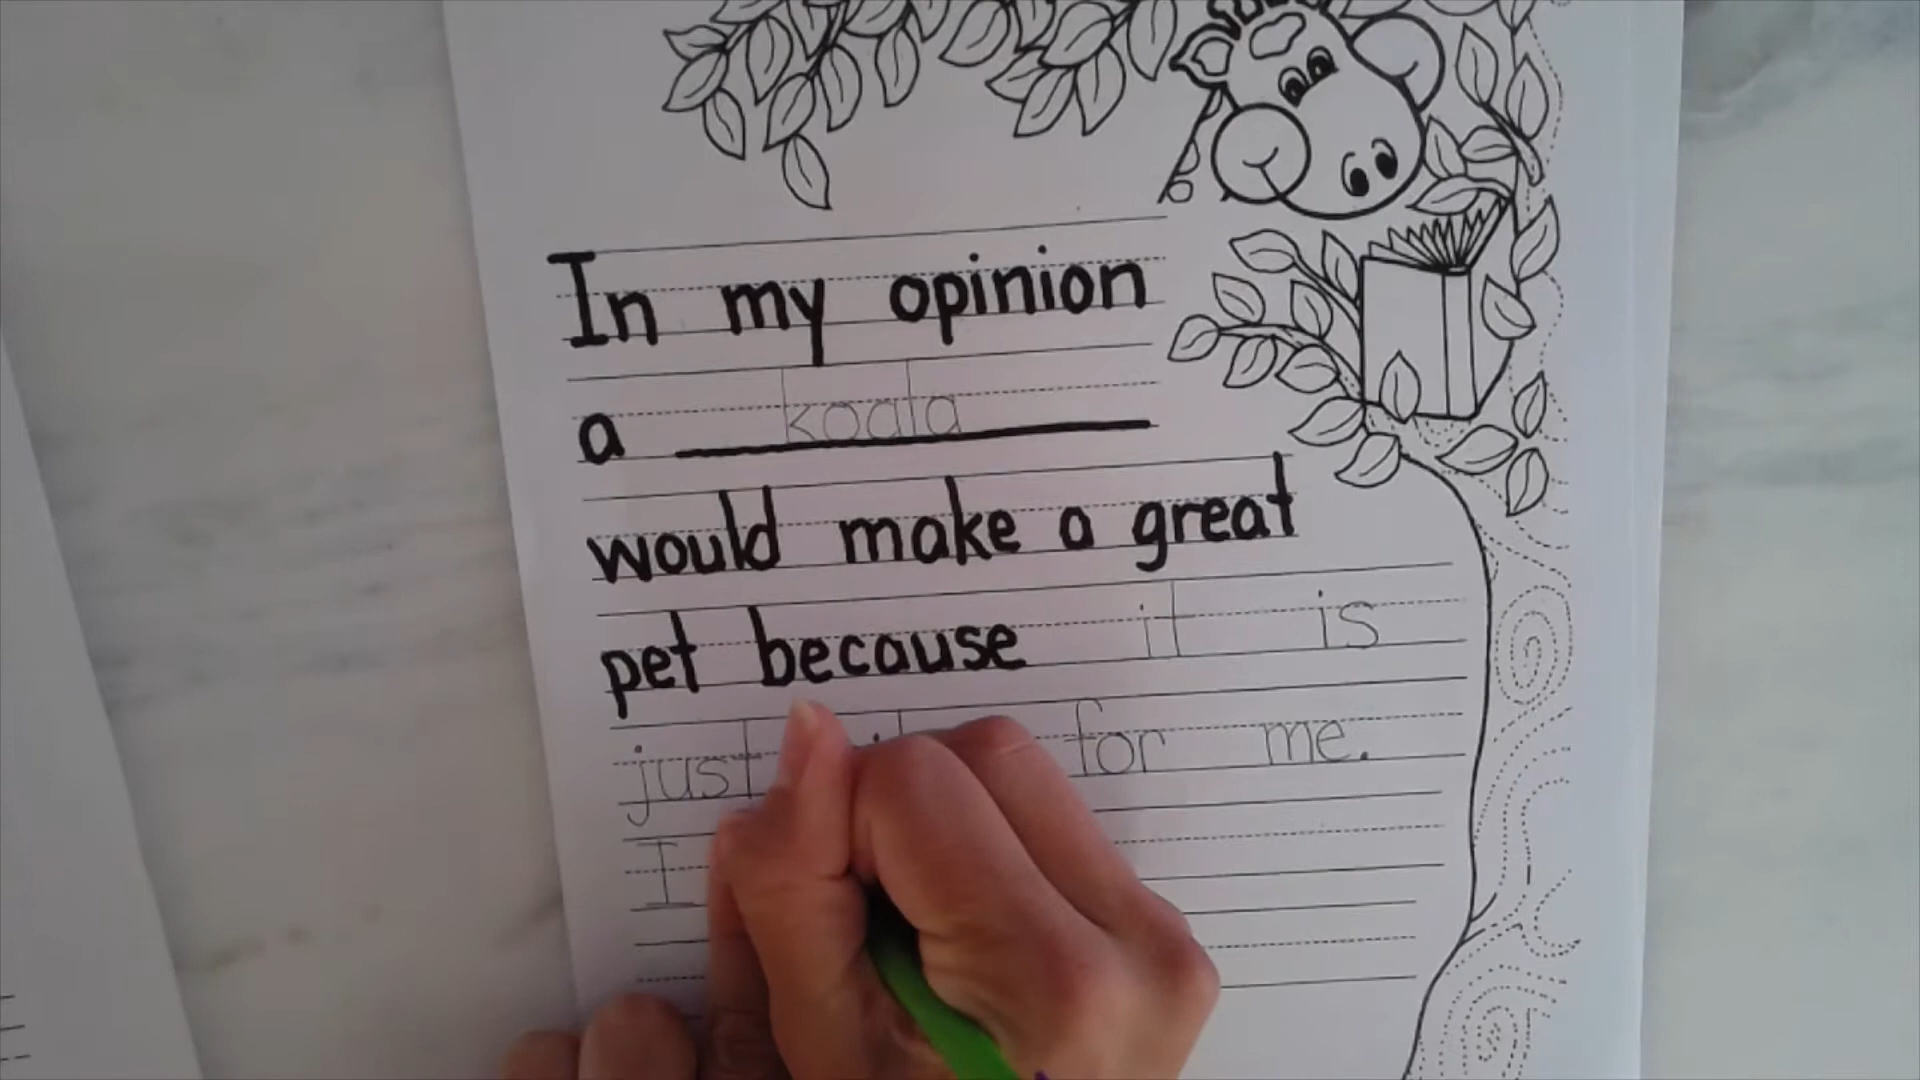 In my opinion
a koala
would make a great
pet because it is
just for me.
I